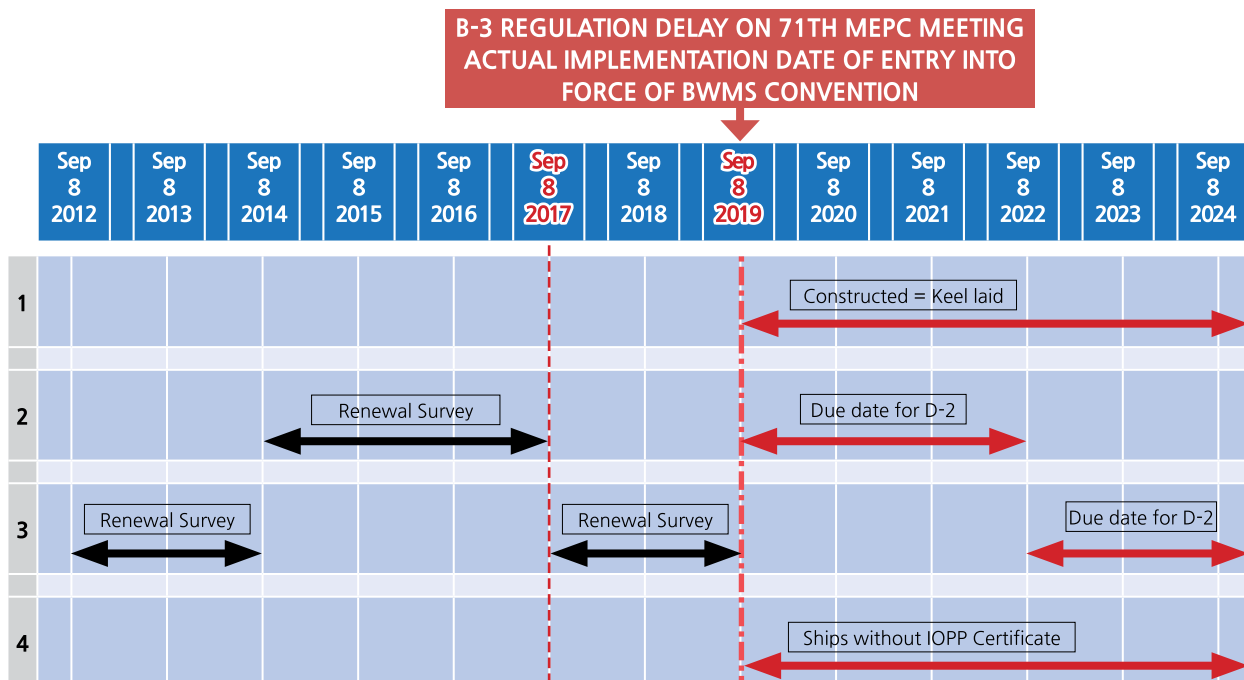 B-3 REGULATION DELAY ON 71TH MEPC MEETING
ACTUAL IMPLEMENTATION DATE OF ENTRY INTO
FORCE OF BWMS CONVENTION
Sep 8 2012
Sep 8 2013
Sep 8 2014
Sep 8 2015
Sep 8 2016
Sep 8 2017
Sep 8 2018
Sep 8 2019
Sep 8 2020
Sep 8 2021
Sep 8 2022
Sep 8 2023
Sep 8 2024
1
Constructed = Keel laid
2
Renewal Survey
Due date for D-2
3
Renewal Survey
Renewal Survey
Due date for D-2
4
Ships without IOPP Certificate